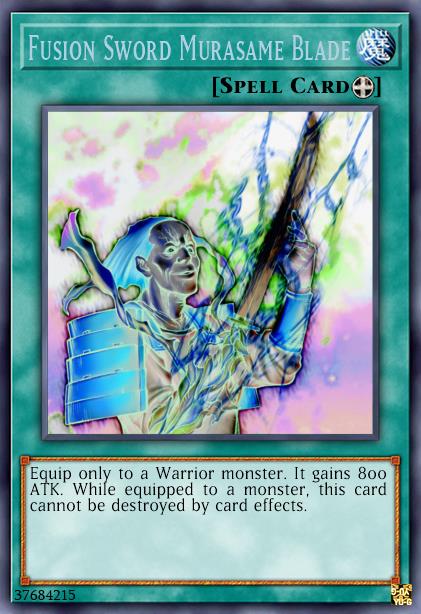 Fusion Sword Murasame Blade
魔
[Spell Card]
Equip only to a Warrior monster. It gains 800
ATK. While equipped to a monster, this card
cannot be destroyed by card effects.
37684215